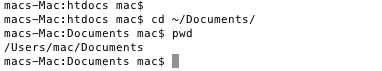 macs-Mac:htdocs mac$
macs-Mac:htdocs mac$ cd ~/Documents/
macs-Mac:Documents mac$ pwd
/Users/mac/Documents
macs-Mac:Documents mac$